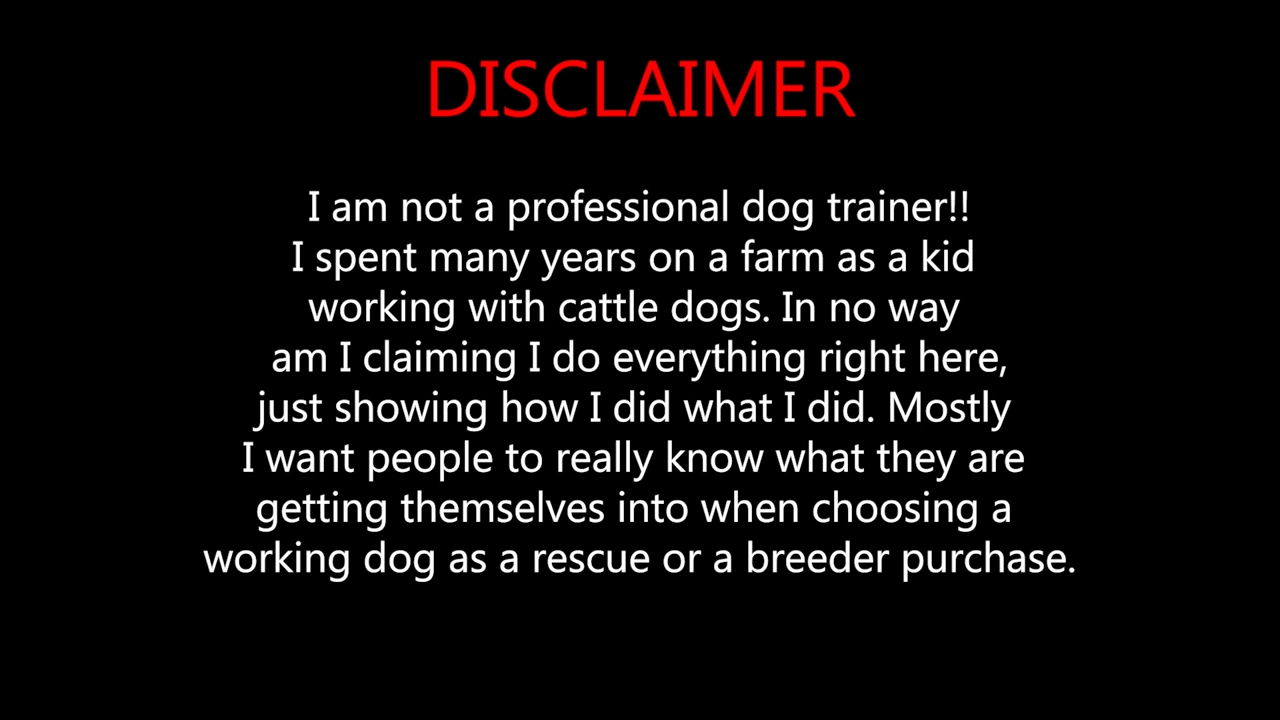 DISCLAIMER
I am not a professional dog trainer!!
I spent many years on a farm as a kid
working with cattle dogs. In no way
am I claiming I do everything right here,
just showing how I did what I did. Mostly
I want people to really know what they are
getting themselves into when choosing a
working dog as a rescue or a breeder purchase.